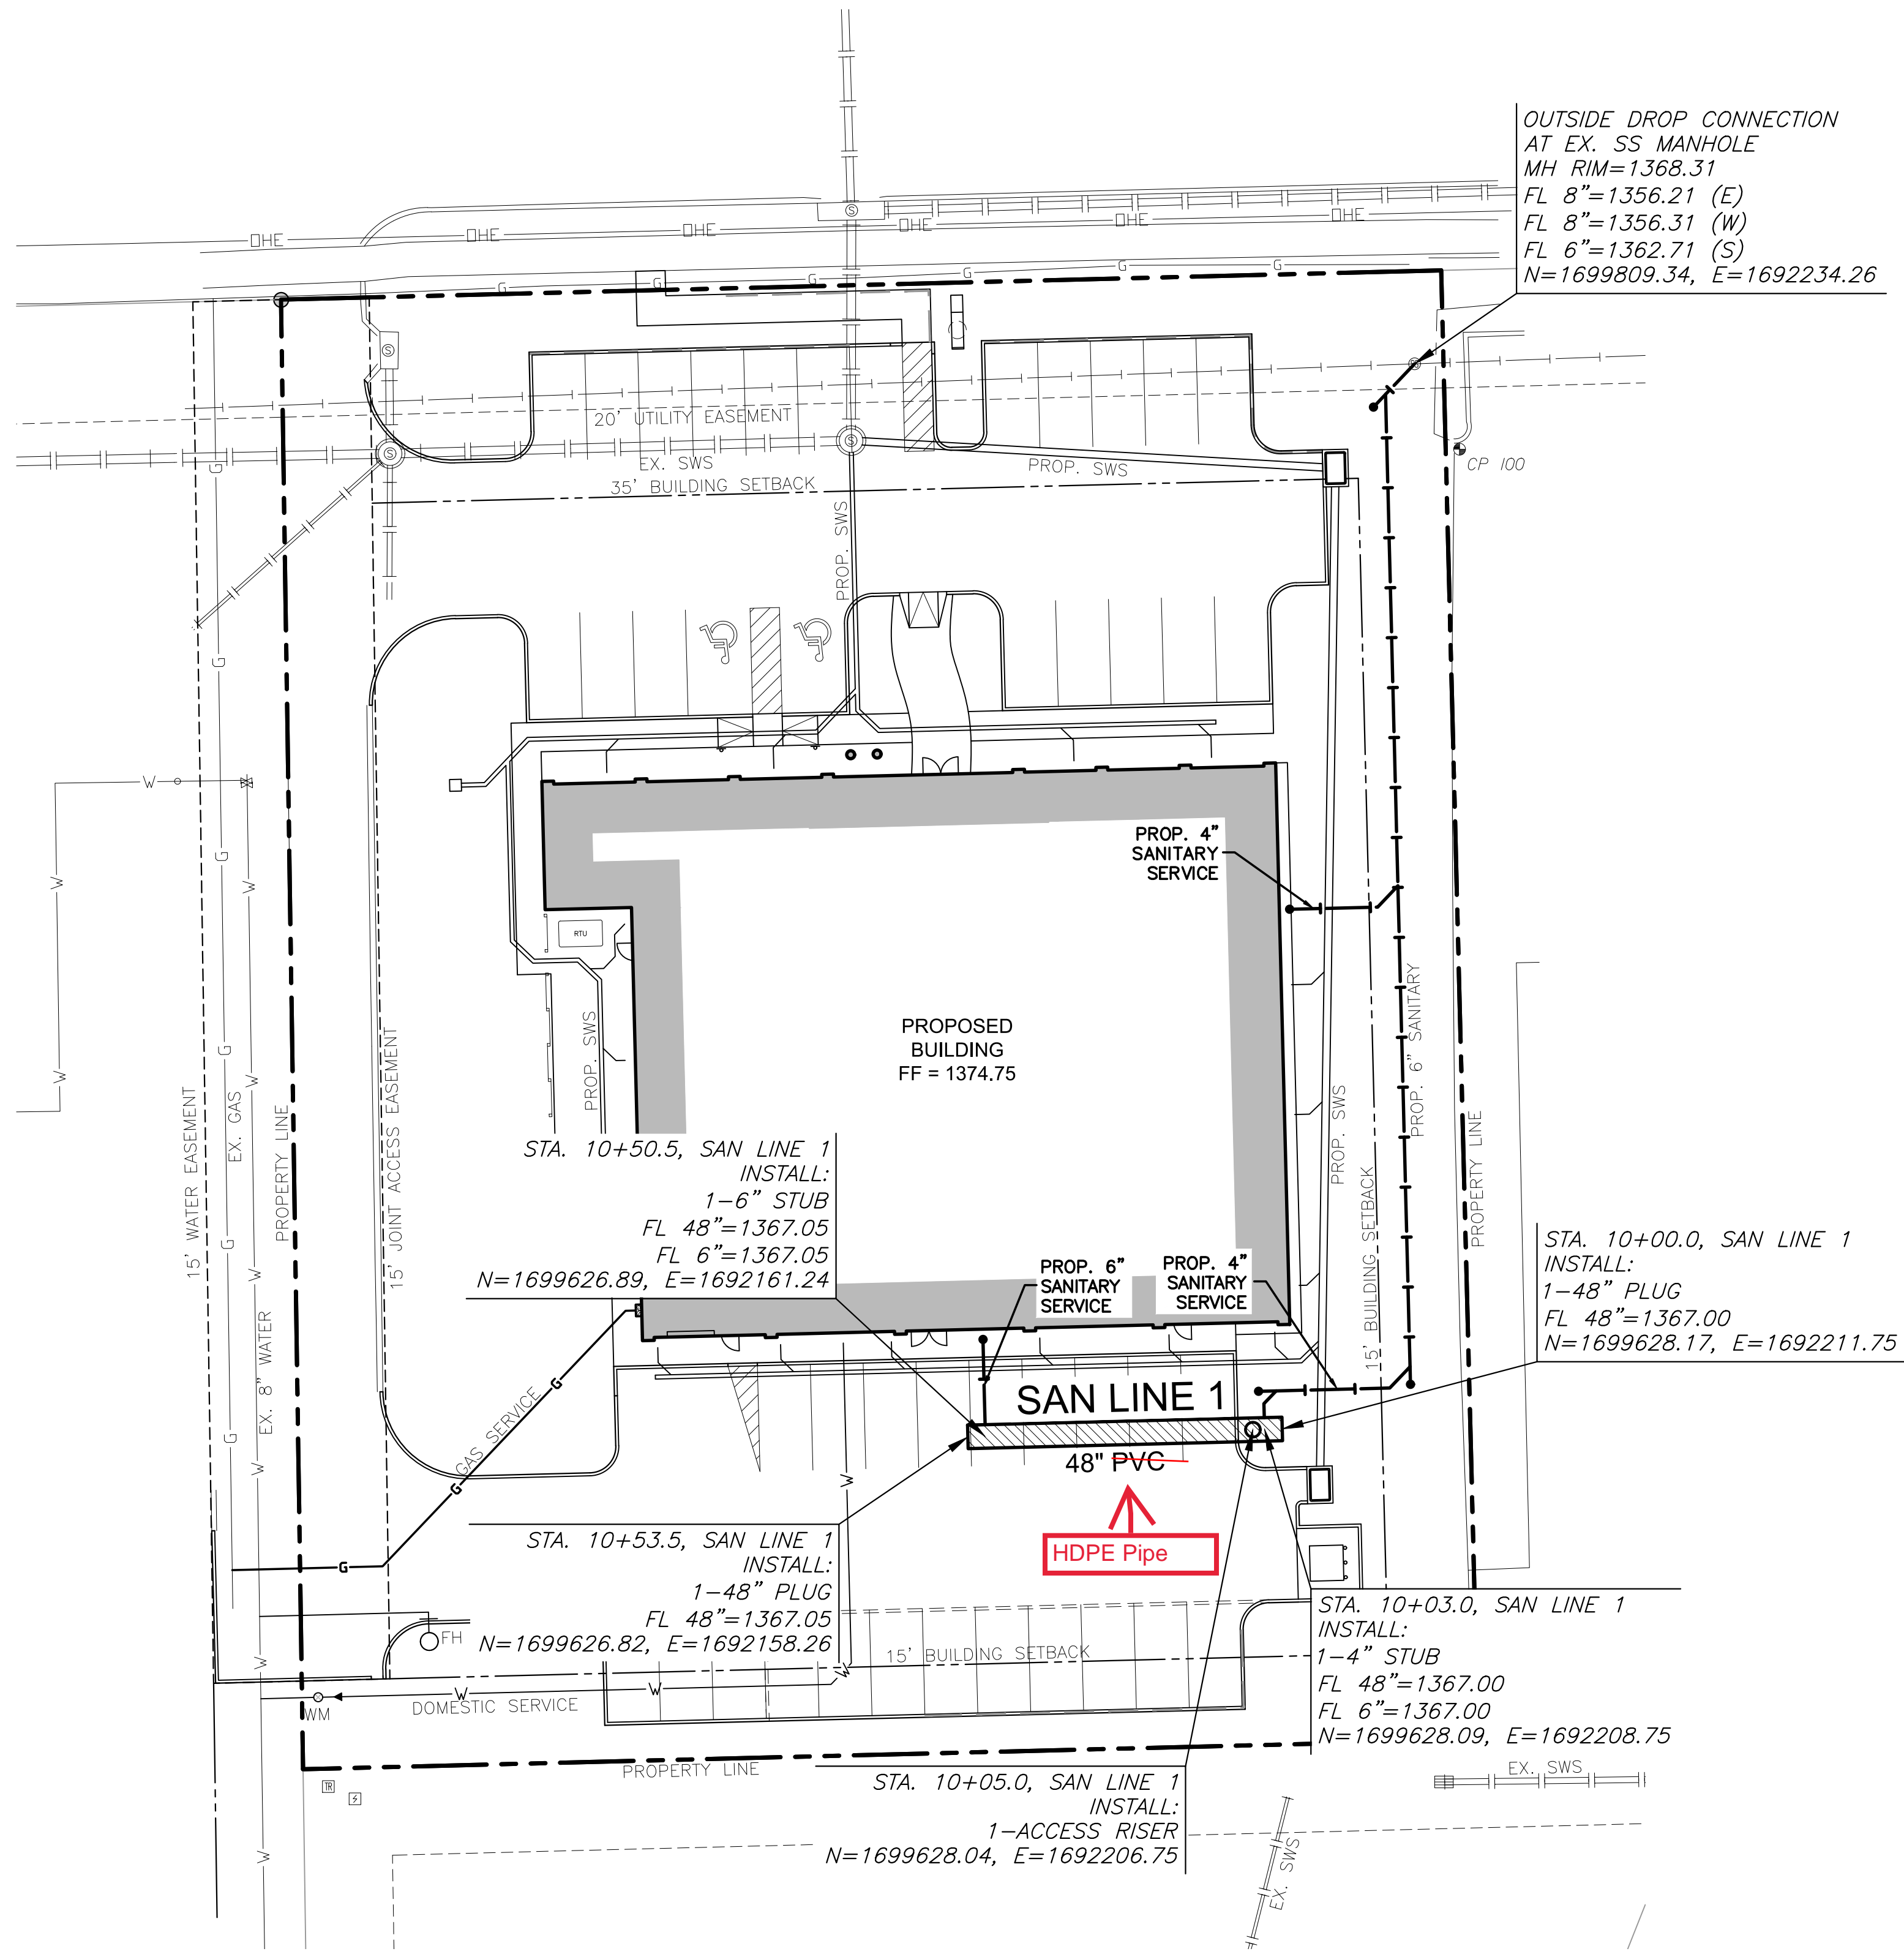 OUTSIDE DROP CONNECTION
AT EX. SS MANHOLE
MH RIM=1368.31
FL 8"=1356.21 (E)
FL 8"=1356.31 (W)
FL 6"=1362.71 (S)
N=1699809.34, E=1692234.26
OHE
OHE
OHE
OHE
OHE
OHE
G
G
G
G
G
G
S
S
S
S
S
20' UTILITY EASEMENT
EX. SWS
PROP. SWS
35' BUILDING SETBACK
CP 100
PROP. SWS
G
G
G
G
G
G
W
W
W
W
W
W
W
W
W
W
PROP. 4"
SANITARY
SERVICE
RTU
PROPOSED
BUILDING
FF = 1374.75
PROP. SWS
15' WATER EASEMENT
EX. GAS
PROPERTY LINE
15' JOINT ACCESS EASEMENT
EX. 8" WATER
PROP. 6" SANITARY
PROP. SWS
15' BUILDING SETBACK
PROPERTY LINE
STA. 10+50.5, SAN LINE 1
INSTALL:
1-6" STUB
FL 48"=1367.05
FL 6"=1367.05
N=1699626.89, E=1692161.24
PROP. 6"
SANITARY
SERVICE
PROP. 4"
SANITARY
SERVICE
STA. 10+00.0, SAN LINE 1
INSTALL:
1-48" PLUG
FL 48"=1367.00
N=1699628.17, E=1692211.75
GAS SERVICE
G
G
G
SAN LINE 1
48" PVC
HDPE Pipe
W
STA. 10+53.5, SAN LINE 1
INSTALL:
1-48" PLUG
FL 48"=1367.05
N=1699626.82, E=1692158.26
FH
STA. 10+03.0, SAN LINE 1
INSTALL:
1-4" STUB
FL 48"=1367.00
FL 6"=1367.00
N=1699628.09, E=1692208.75
15' BUILDING SETBACK
W
W
W
DOMESTIC SERVICE
WM
PROPERTY LINE
TR
EX. SWS
STA. 10+05.0, SAN LINE 1
INSTALL:
1-ACCESS RISER
N=1699628.04, E=1692206.75
EX. SWS